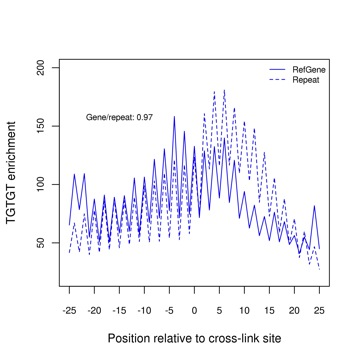 RefGene
Repeat
Gene/repeat: 0.97
TGTGT enrichment
200
150
100
50
-25 -20 -15 -10 -5 0 5 10 15 20 25
Position relative to cross-link site